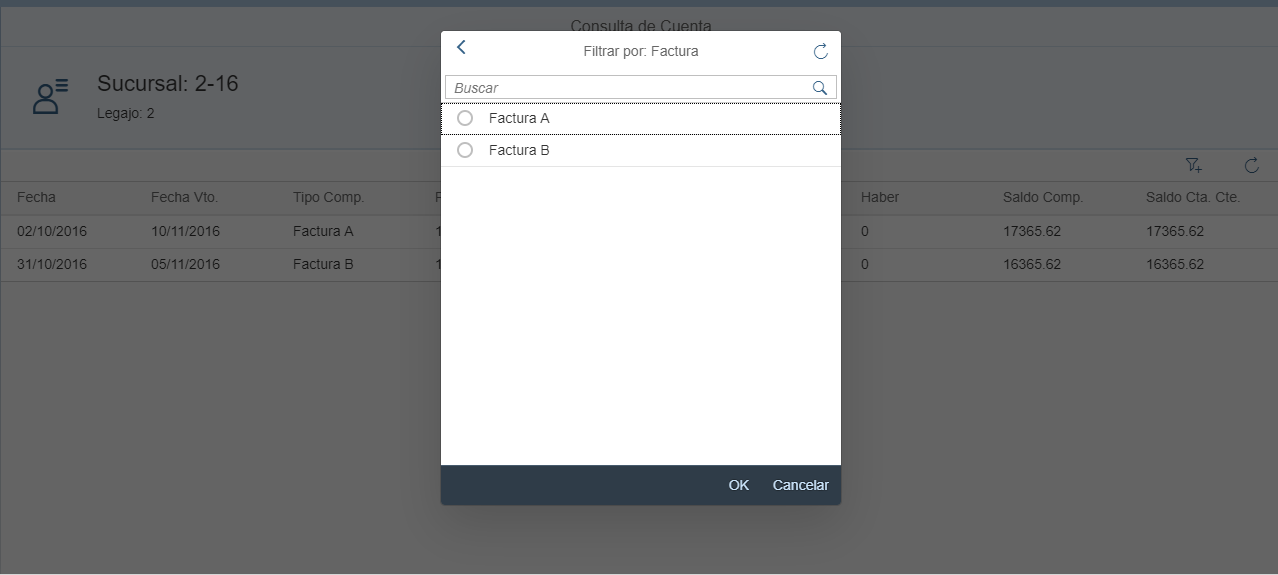 Consulta de Cuenta
Filtrar por: Factura
Buscar
Factura A
Factura B
OK Cancelar
Sucursal: 2-16
Legajo: 2
Fecha Fecha Vto. Tipo Comp. Haber Saldo Comp. Saldo Cta. Cte.
02/10/2016 10/11/2016 Factura A 0 17365.62 17365.62
31/10/2016 05/11/2016 Factura B 0 16365.62 16365.62